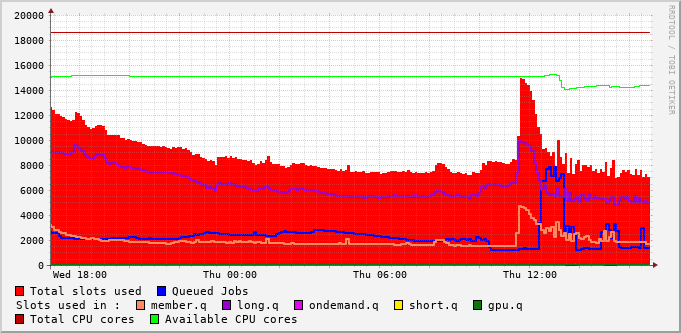 20000
18000
16000
14000
12000
10000
8000
6000
4000
2000
0
Wed 18:00 Thu 00:00 Thu 06:00 Thu 12:00
RRDTOOL / TOBI OETIKER
Total slots used Queued Jobs
Slots used in : member.q long.q ondemand.q short.q gpu.q
Total CPU cores Available CPU cores